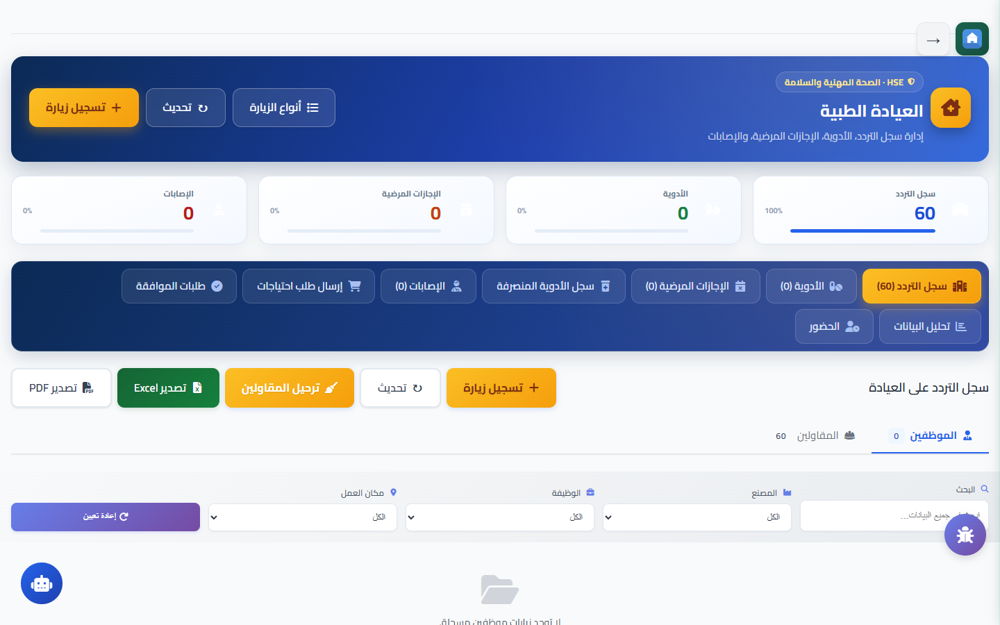 HSE · الصحة المهنية والسلامة
العيادة الطبية
إدارة سجل التردد، الأدوية، الإجازات المرضية، والإصابات
أنواع الزيارة
تحديث
تسجيل زيارة
سجل التردد
60
100%
الأدوية
0
0%
الإجازات المرضية
0
0%
الإصابات
0
0%
سجل التردد (60)
الأدوية (0)
الإجازات المرضية (0)
سجل الأدوية المنصرفة
الإصابات (0)
إرسال طلب احتياجات
طلبات الموافقة
تحليل البيانات
الحضور
سجل التردد على العيادة
تسجيل زيارة
تحديث
ترحيل المقاولين
تصدير Excel
تصدير PDF
الموظفين 0
المقاولين 60
البحث
المصنع
الوظيفة
مكان العمل
جميع البيانات...
الكل
الكل
الكل
إعادة تعيين
PDF
لا توجد زيارات موظفين مسجلة.